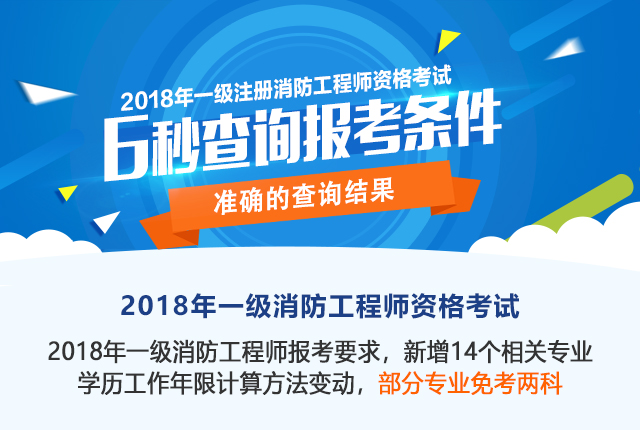 2018年一级注册消防工程师资格考试
6秒查询报考条件
准确的查询结果
2018年一级消防工程师资格考试
2018年一级消防工程师报考要求，新增14个相关专业
学历工作年限计算方法变动，部分专业免考两科